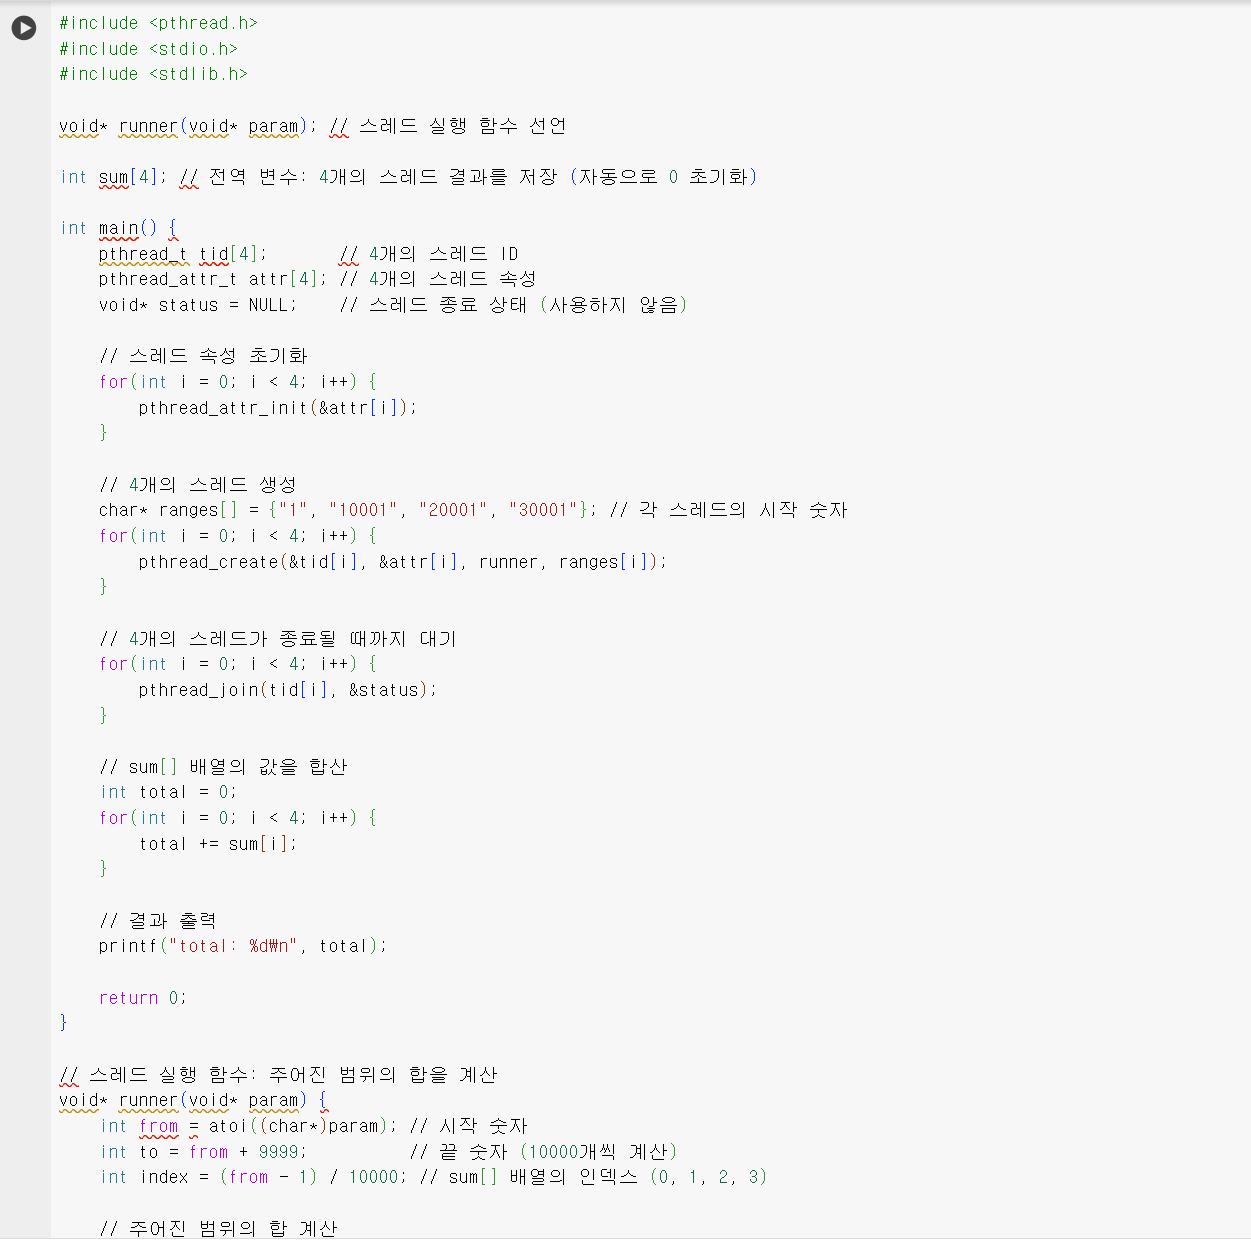 #include <pthread.h>
#include <stdio.h>
#include <stdlib.h>

void* runner(void* param); // 스레드 실행 함수 선언

int sum[4]; // 전역 변수: 4개의 스레드 결과를 저장 (자동으로 0 초기화)

int main() {
    pthread_t tid[4];       // 4개의 스레드 ID
    pthread_attr_t attr[4]; // 4개의 스레드 속성
    void* status = NULL;    // 스레드 종료 상태 (사용하지 않음)

    // 스레드 속성 초기화
    for(int i = 0; i < 4; i++) {
        pthread_attr_init(&attr[i]);
    }

    // 4개의 스레드 생성
    char* ranges[] = {"1", "10001", "20001", "30001"}; // 각 스레드의 시작 숫자
    for(int i = 0; i < 4; i++) {
        pthread_create(&tid[i], &attr[i], runner, ranges[i]);
    }

    // 4개의 스레드가 종료될 때까지 대기
    for(int i = 0; i < 4; i++) {
        pthread_join(tid[i], &status);
    }

    // sum[] 배열의 값을 합산
    int total = 0;
    for(int i = 0; i < 4; i++) {
        total += sum[i];
    }

    // 결과 출력
    printf("total: %d₩n", total);

    return 0;
}

// 스레드 실행 함수: 주어진 범위의 합을 계산
void* runner(void* param) {
    int from = atoi((char*)param); // 시작 숫자
    int to = from + 9999;          // 끝 숫자 (10000개씩 계산)
    int index = (from - 1) / 10000; // sum[] 배열의 인덱스 (0, 1, 2, 3)

    // 주어진 범위의 합 계산